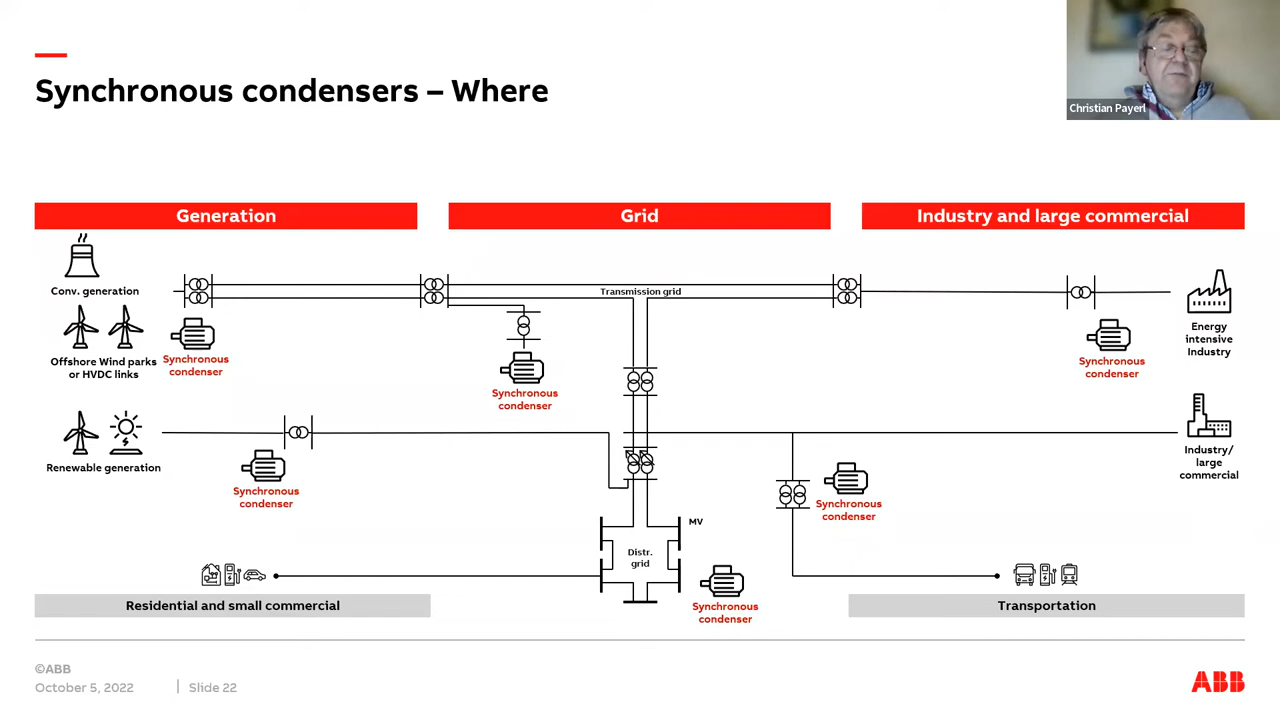 Synchronous condensers – Where
Christian Payerl
Generation
Grid
Industry and large commercial
Conv. generation
Transmission grid
Offshore Wind parks
or HVDC links
Synchronous
condenser
Synchronous
condenser
Synchronous
condenser
Energy
intensive
Industry
Renewable generation
Synchronous
condenser
Synchronous
condenser
Industry/
large
commercial
MV
Distr.
grid
Synchronous
condenser
Residential and small commercial
Transportation
©ABB
October 5, 2022
Slide 22
ABB